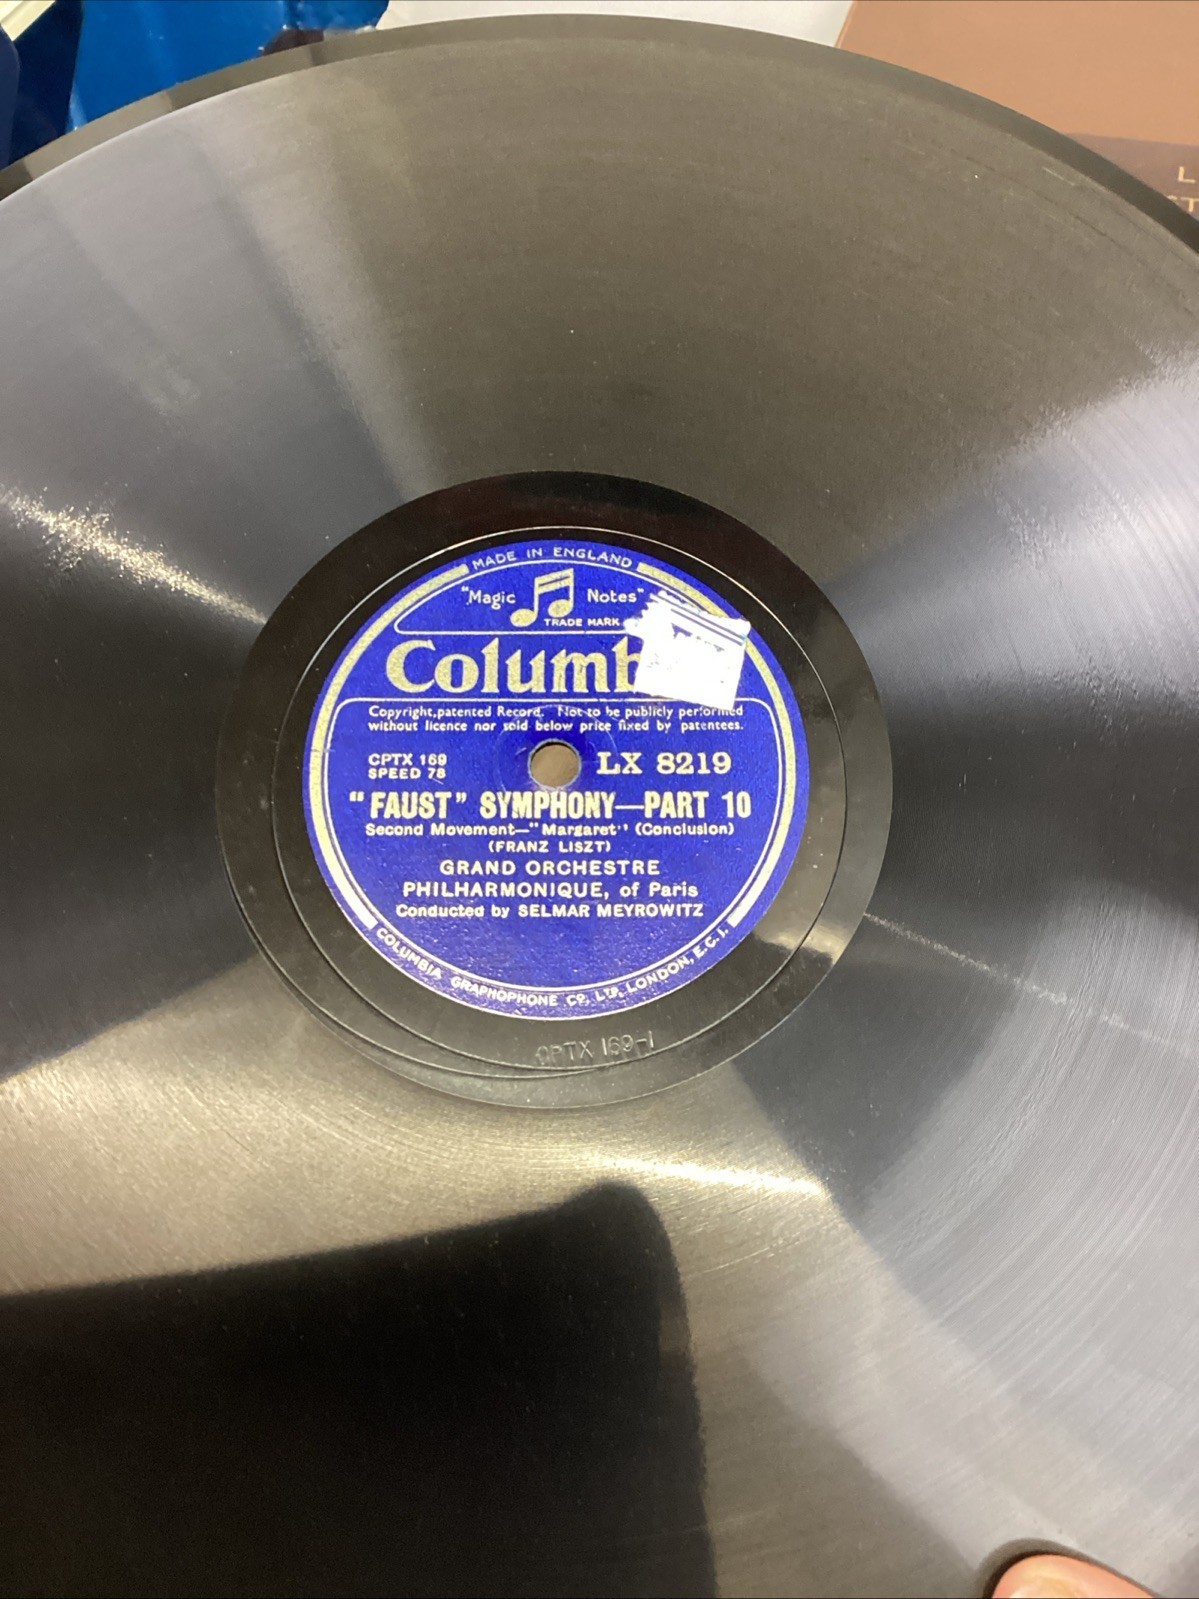 MADE IN ENGLAND
"Magic Notes"
TRADE MARK
Copyright, patented Record. Not to be publicly performed
without licence nor sold below price fixed by patentees.
CPTX 169
SPEED 78
LX 8219
"FAUST" SYMPHONY—PART 10
Second Movement—"Margaret" (Conclusion)
(FRANZ LISZT)
GRAND ORCHESTRE
PHILHARMONIQUE, of Paris
Conducted by SELMAR MEYROWITZ
COLUMBIA GRAPHOPHONE CO. LTD. LONDON, E.C.1.
CPTX 169-1